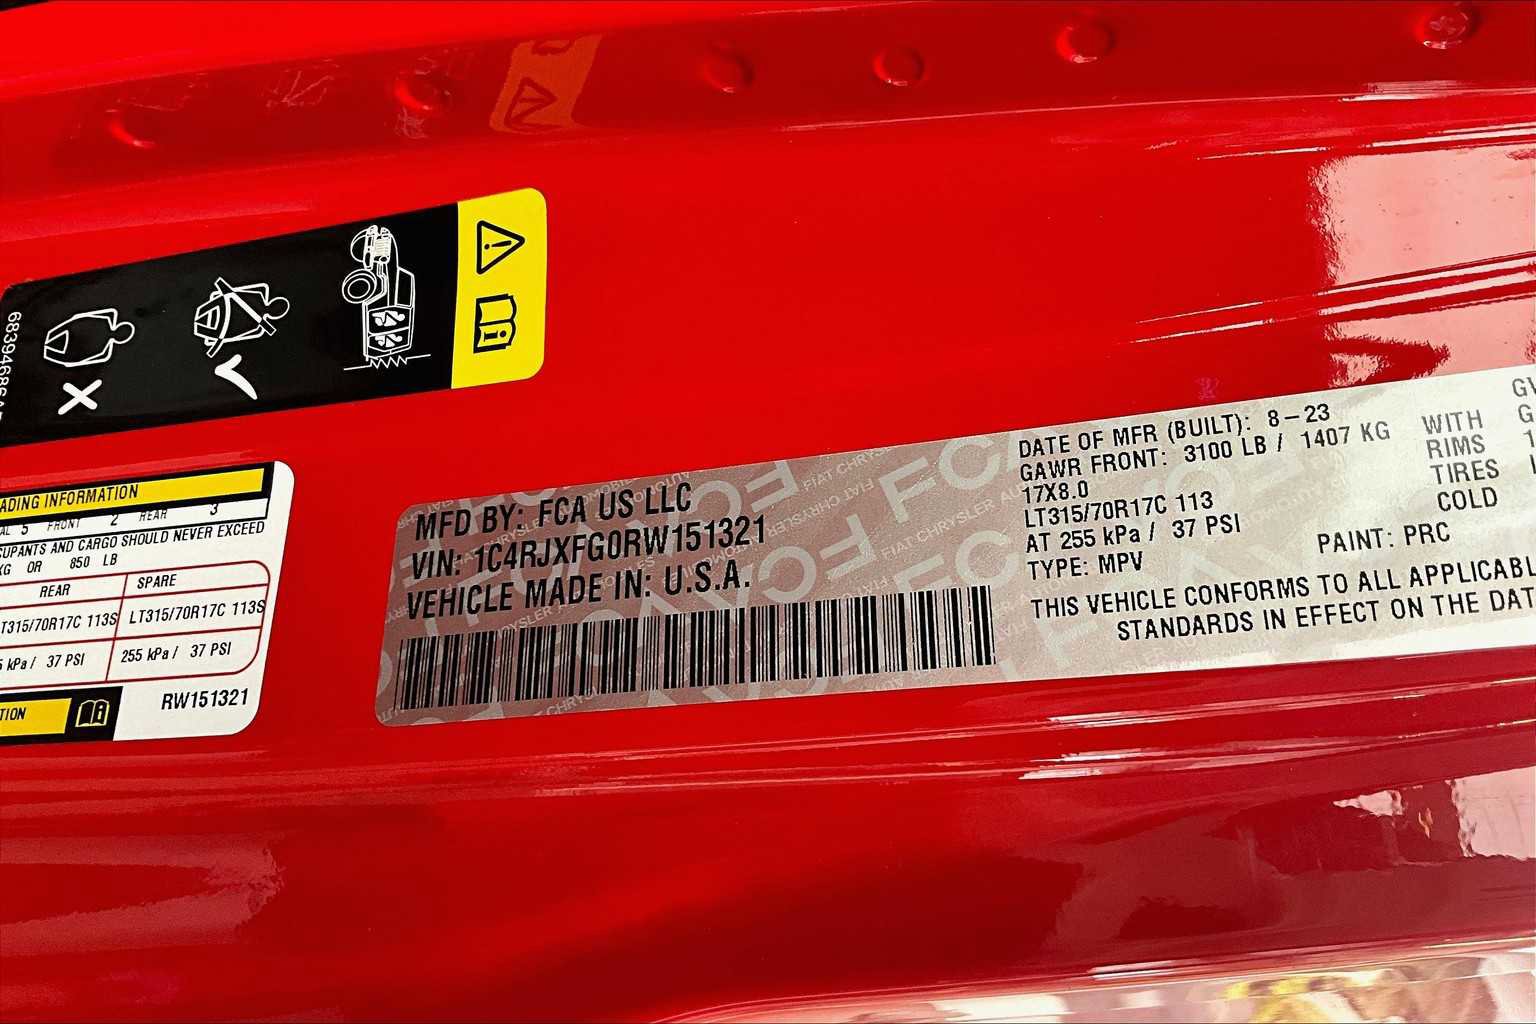 68394686A
ADING INFORMATION
AL 5 FRONT 2 REAR 3
CUPANTS AND CARGO SHOULD NEVER EXCEED
KG OR 850 LB
REAR SPARE
LT315/70R17C 113S LT315/70R17C 113S
5 kPa / 37 PSI 255 kPa / 37 PSI
TION
RW151321
MFD BY: FCA US LLC
VIN: 1C4RJXFG0RW151321
VEHICLE MADE IN: U.S.A.
DATE OF MFR (BUILT): 8-23
GAWR FRONT: 3100 LB / 1407 KG WITH
17X8.0 RIMS
LT315/70R17C 113 TIRES
AT 255 kPa / 37 PSI COLD
TYPE: MPV PAINT: PRC
THIS VEHICLE CONFORMS TO ALL APPLICABL
STANDARDS IN EFFECT ON THE DAT